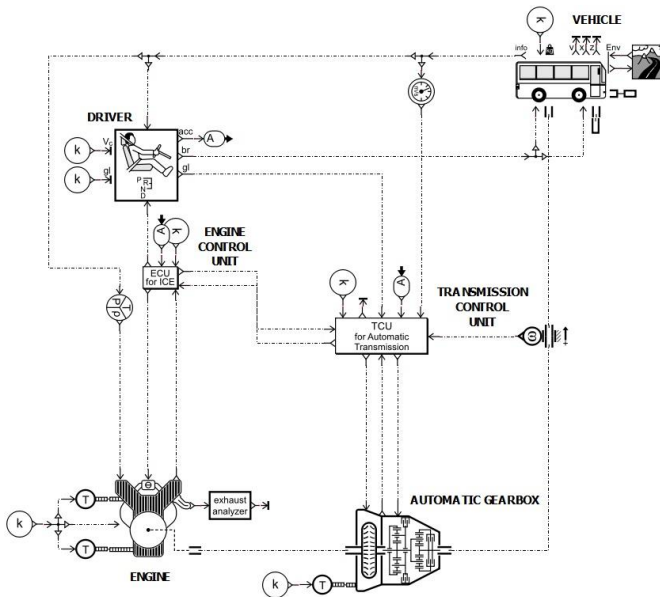 k
VEHICLE
info
v x z
Env
DRIVER
acc
A
V
k
br
gl
k
gl
P
R
N
D
ENGINE
CONTROL
UNIT
A
k
ECU
for ICE
k
A
TRANSMISSION
CONTROL
UNIT
T
P
ρ
TCU
for Automatic
Transmission
ω
AUTOMATIC GEARBOX
T
exhaust
analyzer
k
T
ENGINE
k
T